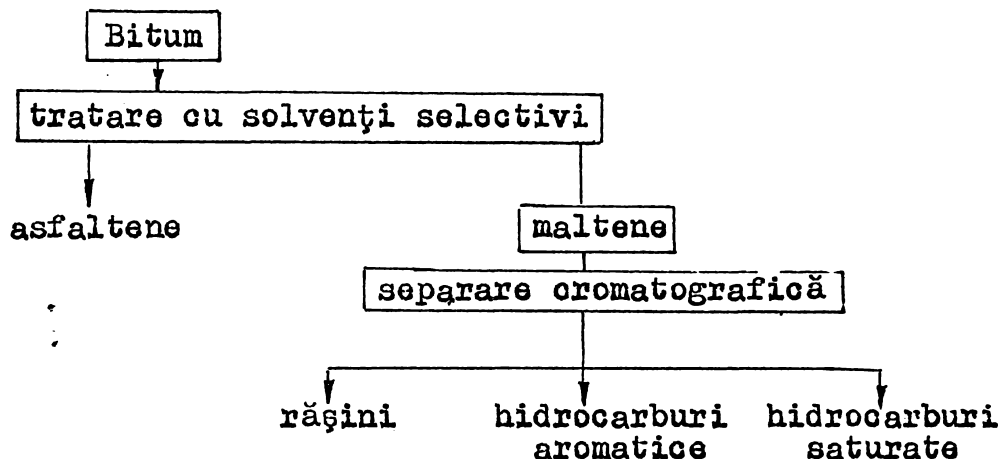 Bitum
tratare cu solvenţi selectivi
asfaltene
maltene
separare cromatografică
răşini
hidrocarburi
aromatice
hidrocarburi
saturate